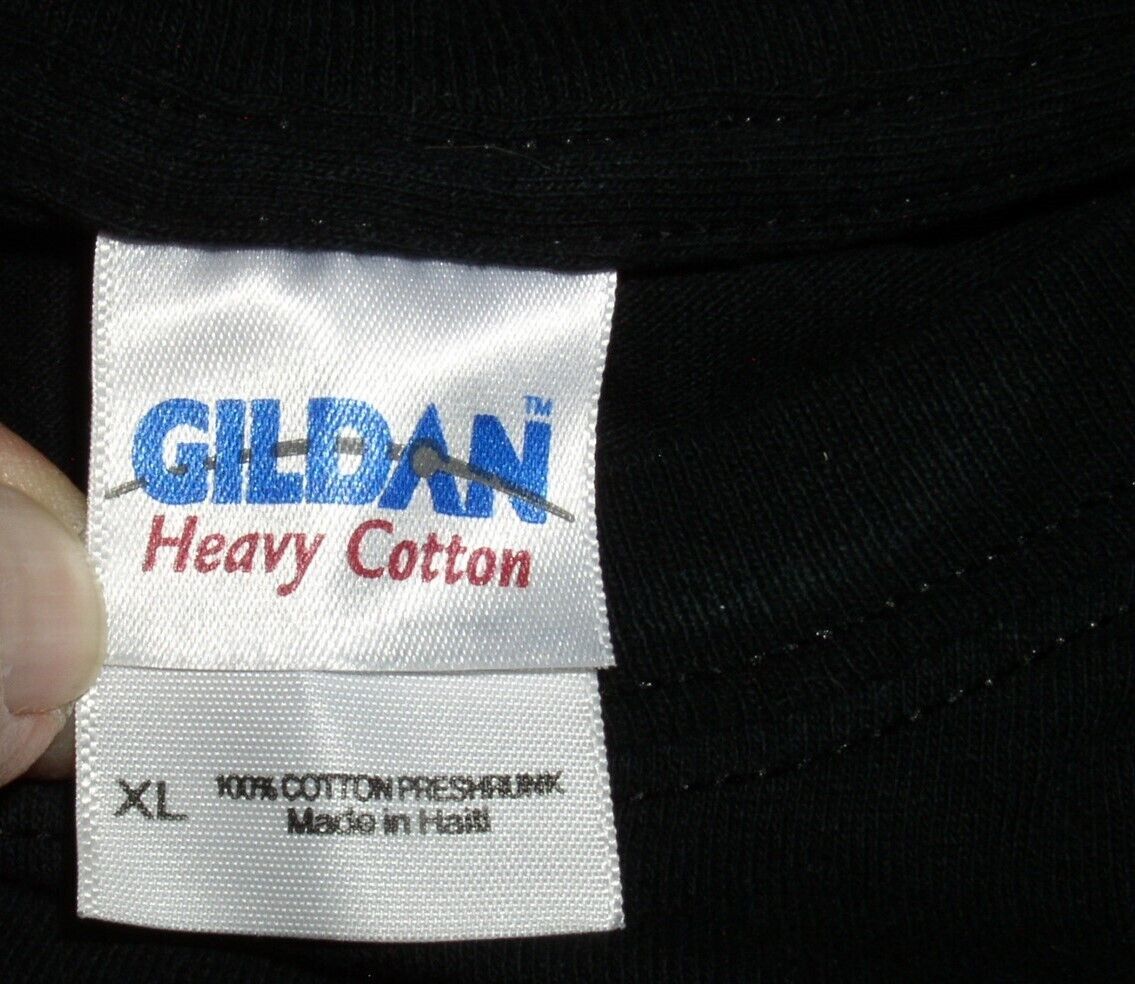 GILDAN™
Heavy Cotton
XL 100% COTTON PRESHRUNK
Made in Haiti